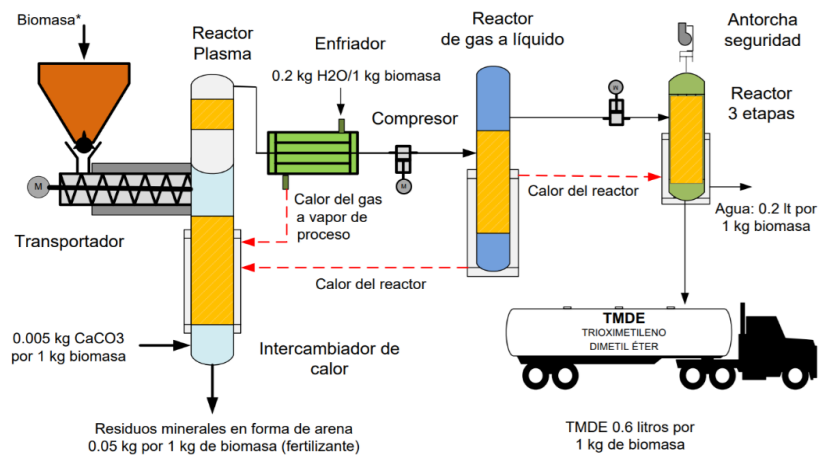 Biomasa*
Reactor
Plasma
Enfriador
0.2 kg H2O/1 kg biomasa
Compresor
Reactor
de gas a líquido
Antorcha
seguridad
Reactor
3 etapas
M
M
M
Transportador
Calor del gas
a vapor de
proceso
Calor del reactor
Calor del reactor
Agua: 0.2 lt por
1 kg biomasa
0.005 kg CaCO3
por 1 kg biomasa
Intercambiador de
calor
TMDE
TRIOXIMETILENO
DIMETIL ÉTER
Residuos minerales en forma de arena
0.05 kg por 1 kg de biomasa (fertilizante)
TMDE 0.6 litros por
1 kg de biomasa